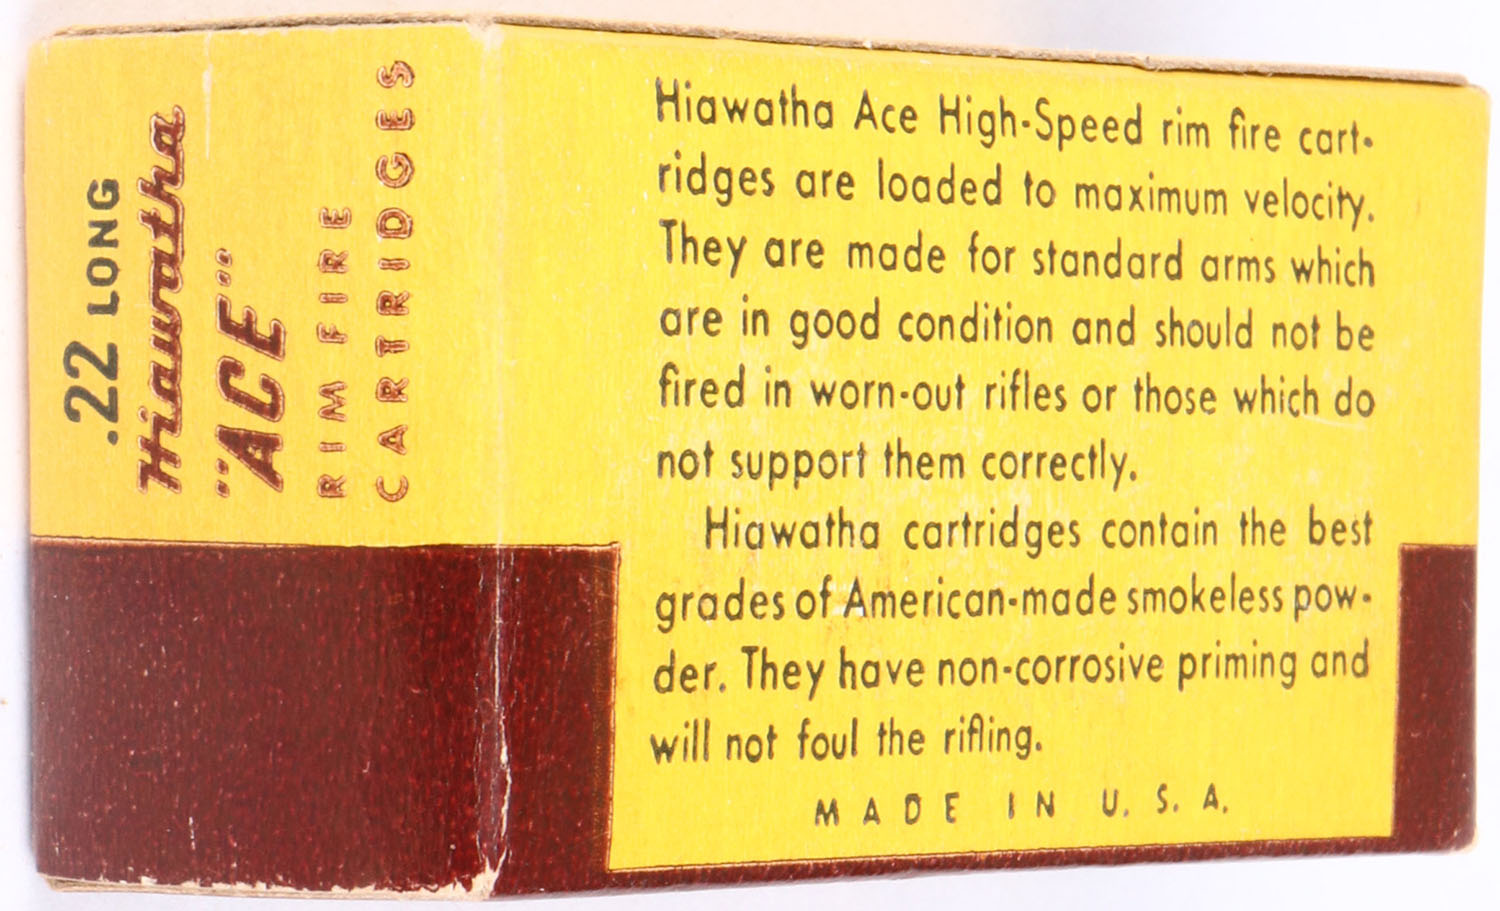 .22 LONG
Hiawatha
"ACE"
RIM FIRE
CARTRIDGES
Hiawatha Ace High-Speed rim fire cart-
ridges are loaded to maximum velocity.
They are made for standard arms which
are in good condition and should not be
fired in worn-out rifles or those which do
not support them correctly.
Hiawatha cartridges contain the best
grades of American-made smokeless pow-
der. They have non-corrosive priming and
will not foul the rifling.
MADE IN U. S. A.